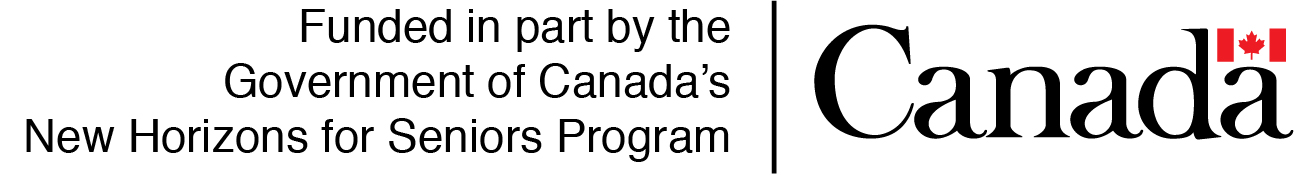 Funded in part by the
Government of Canada’s
New Horizons for Seniors Program
Canada